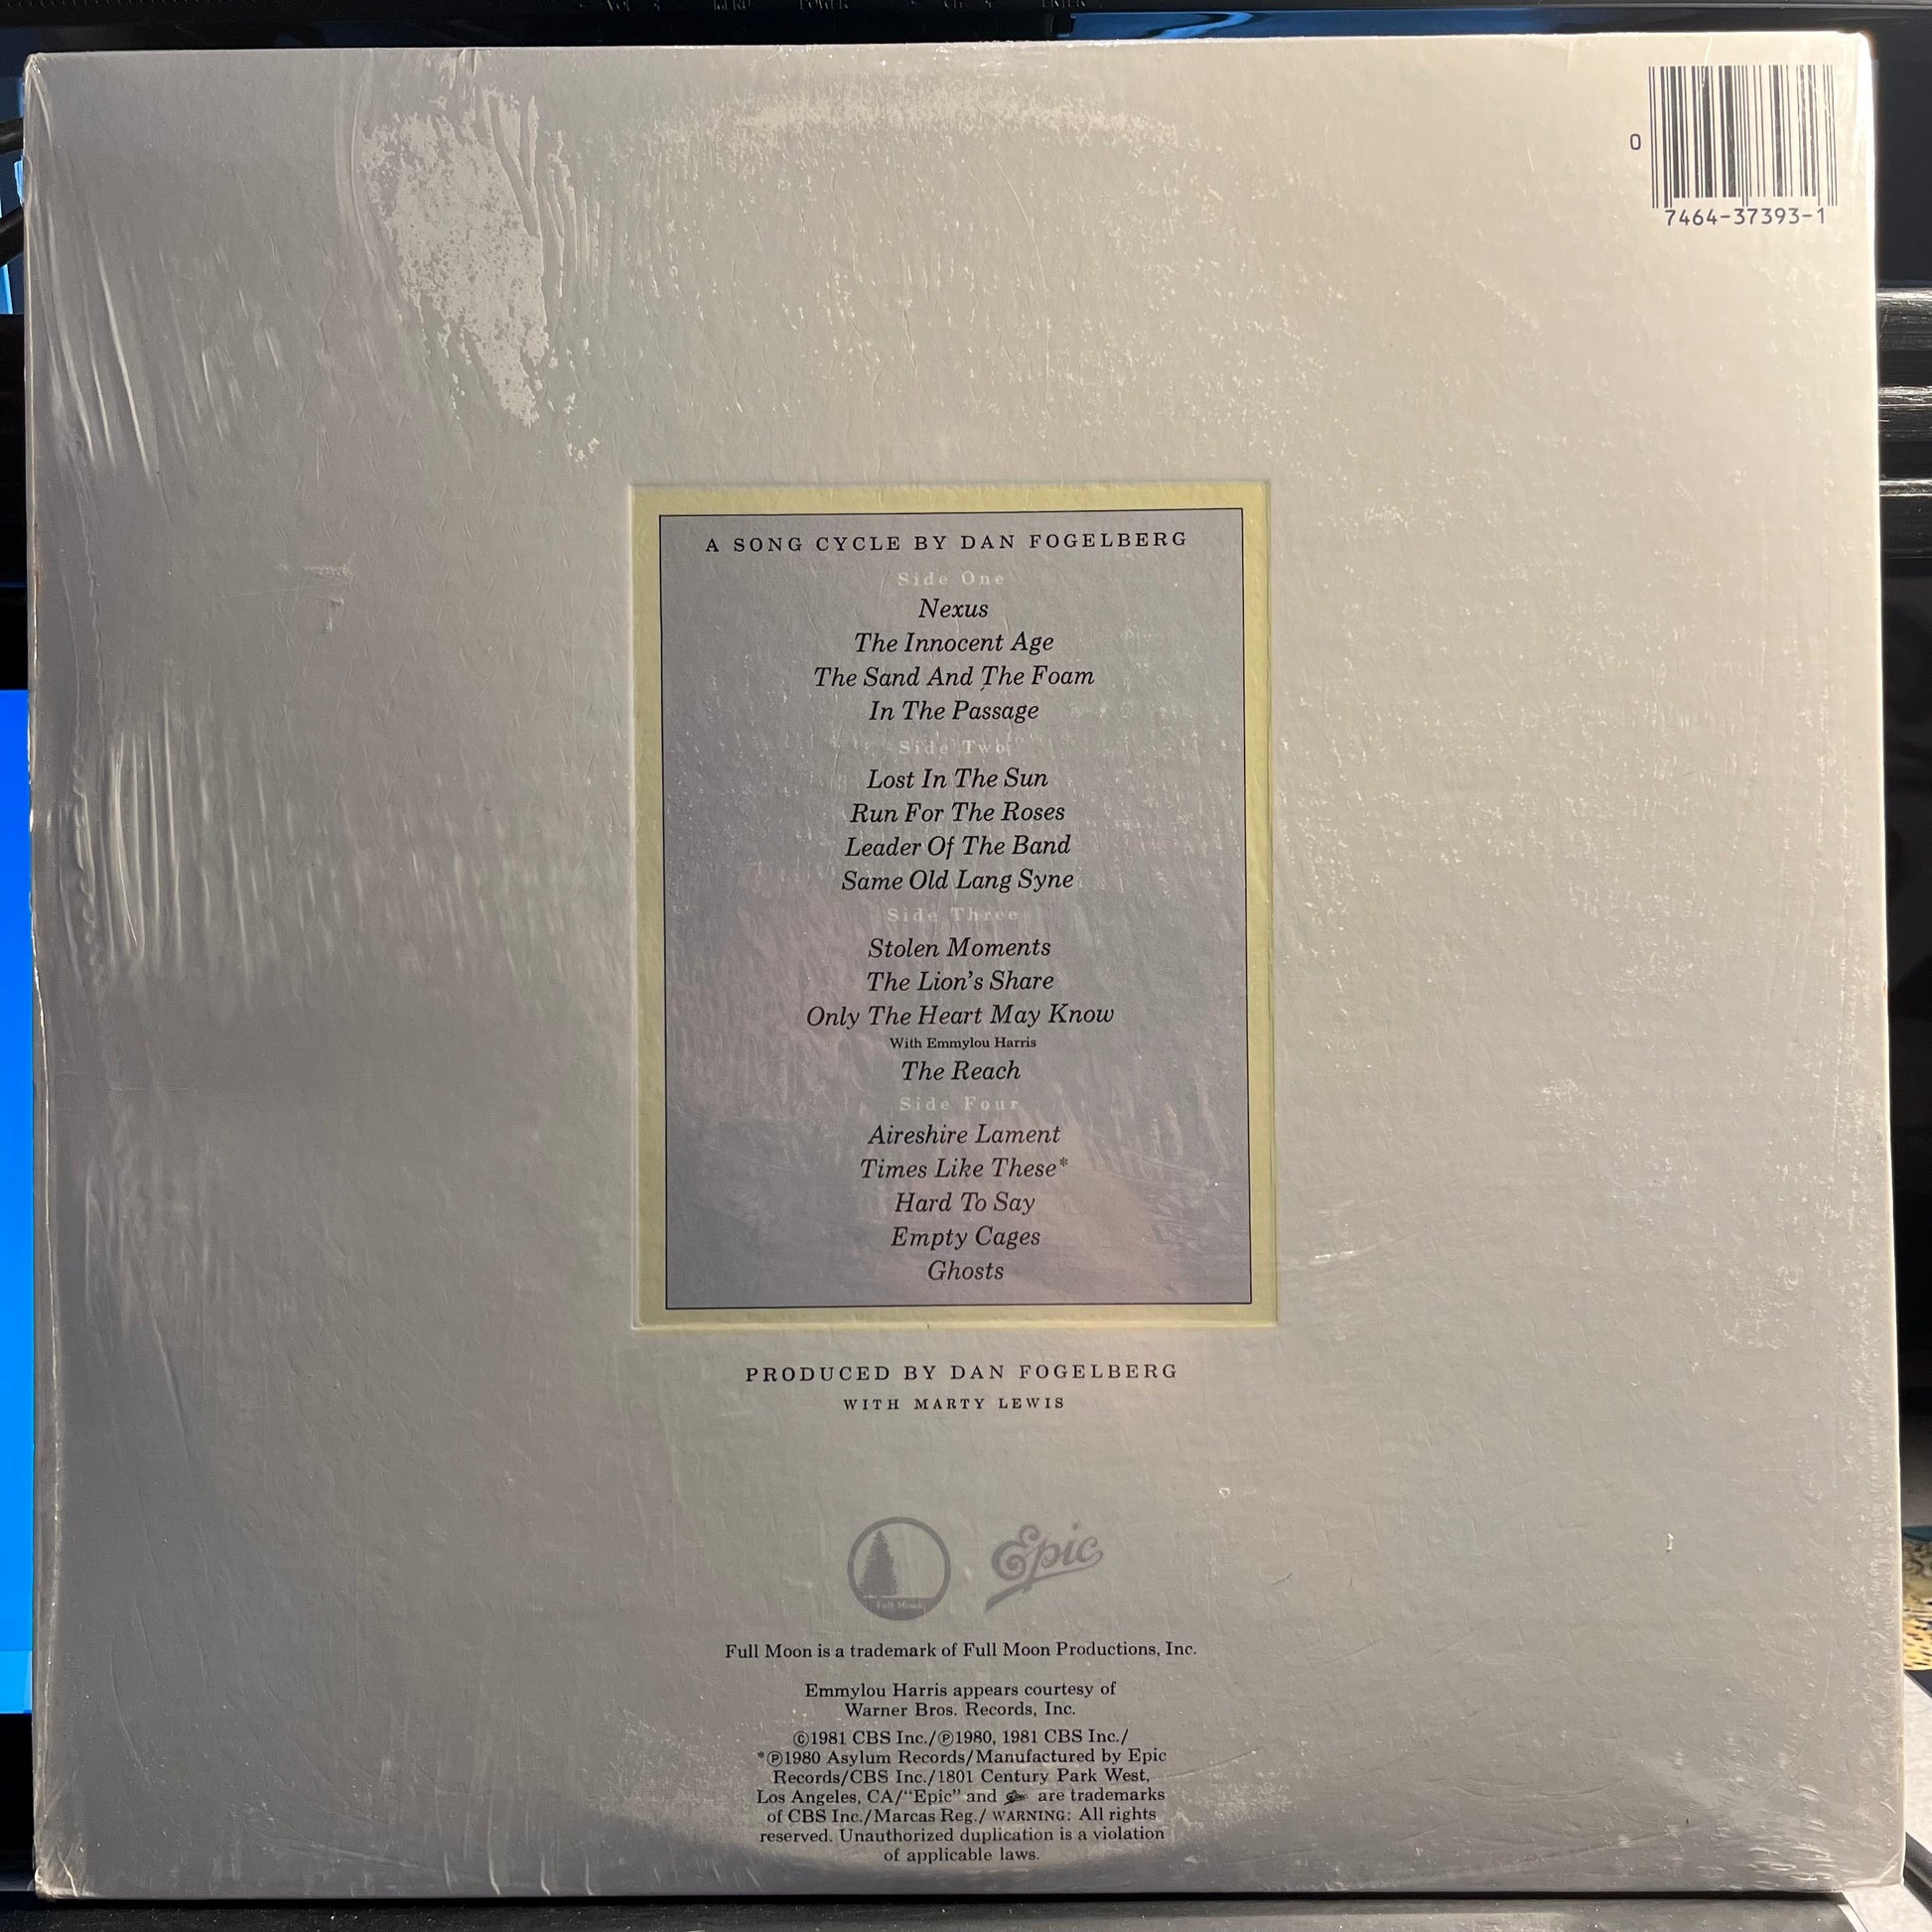 VOL
MENU
POWER
CH
ENTER
0
7464-37393-1
A SONG CYCLE BY DAN FOGELBERG
Side One
Nexus
The Innocent Age
The Sand And The Foam
In The Passage
Side Two
Lost In The Sun
Run For The Roses
Leader Of The Band
Same Old Lang Syne
Side Three
Stolen Moments
The Lion's Share
Only The Heart May Know
With Emmylou Harris
The Reach
Side Four
Aireshire Lament
Times Like These*
Hard To Say
Empty Cages
Ghosts
PRODUCED BY DAN FOGELBERG
WITH MARTY LEWIS
Full Moon
Epic
Full Moon is a trademark of Full Moon Productions, Inc.
Emmylou Harris appears courtesy of
Warner Bros. Records, Inc.
©1981 CBS Inc./℗1980, 1981 CBS Inc./
*℗1980 Asylum Records/Manufactured by Epic
Records/CBS Inc./1801 Century Park West,
Los Angeles, CA/"Epic" and Epic are trademarks
of CBS Inc./Marcas Reg./ WARNING: All rights
reserved. Unauthorized duplication is a violation
of applicable laws.